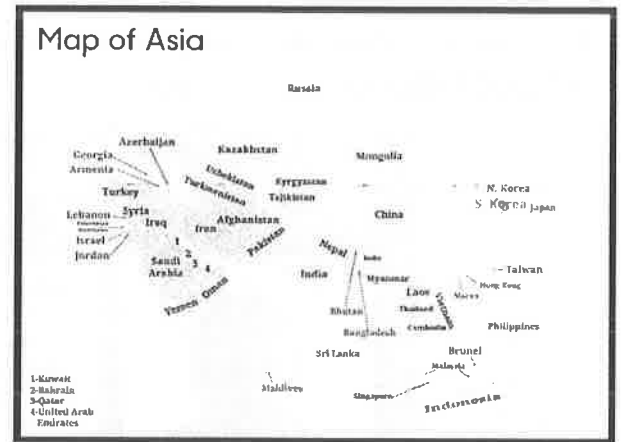 Map of Asia
Russia
Azerbaijan
Kazakhstan
Georgia
Mongolia
Armenia
Uzbekistan
Kyrgyzstan
Turkmenistan
Turkey
Tajikistan
N. Korea
S. Korea
Japan
Lebanon
Syria
Iraq
Iran
Afghanistan
China
Israel
Jordan
1
2
3
4
Saudi
Arabia
Pakistan
Nepal
India
India
Myanmar
Taiwan
Hong Kong
Macau
Laos
Yemen
Oman
Thailand
Vietnam
Bhutan
Bangladesh
Cambodia
Philippines
Sri Lanka
Brunei
Malaysia
Maldives
Singapore
Indonesia
1-Kuwait
2-Bahrain
3-Qatar
4-United Arab
Emirates